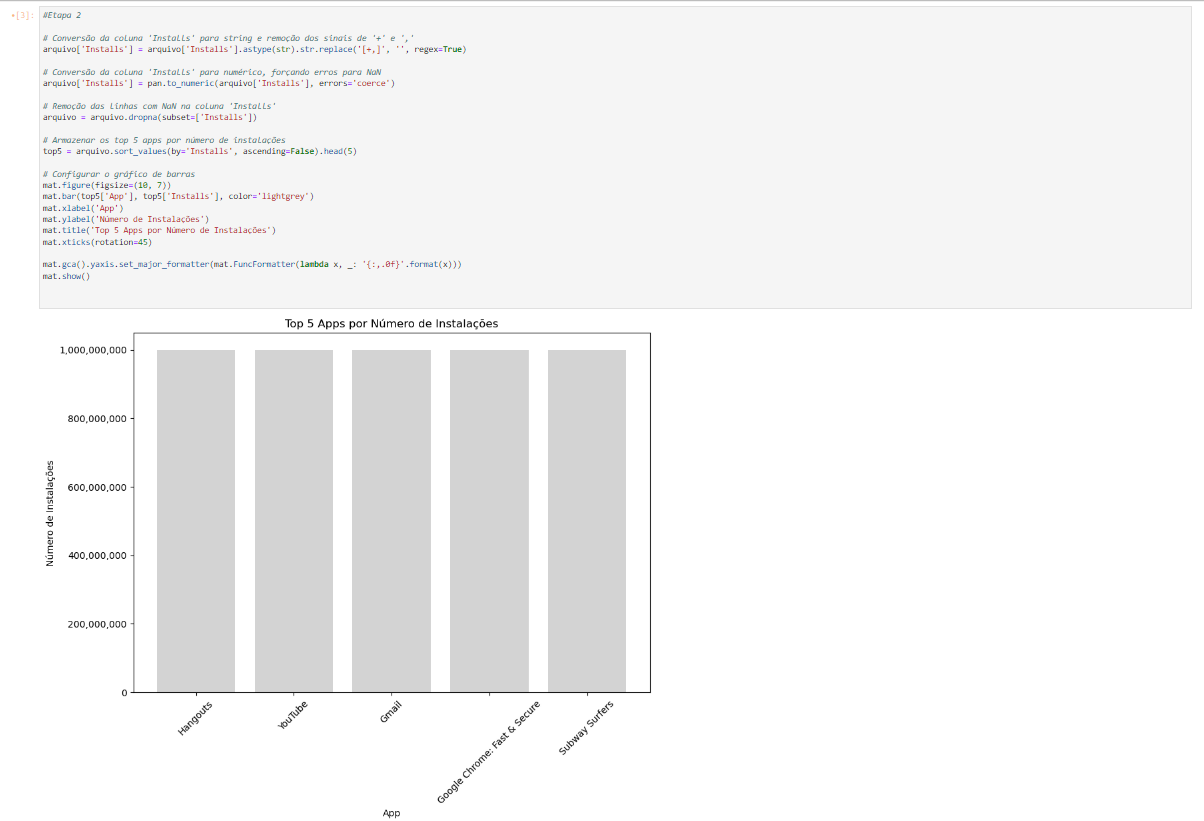 [3]:
#Etapa 2
# Conversão da coluna 'Installs' para string e remoção dos sinais de '+' e ','
arquivo['Installs'] = arquivo['Installs'].astype(str).str.replace('[+,]', '', regex=True)
# Conversão da coluna 'Installs' para numérico, forçando erros para NaN
arquivo['Installs'] = pan.to_numeric(arquivo['Installs'], errors='coerce')
# Remoção das linhas com NaN na coluna 'Installs'
arquivo = arquivo.dropna(subset=['Installs'])
# Armazenar os top 5 apps por número de instalações
top5 = arquivo.sort_values(by='Installs', ascending=False).head(5)
# Configurar o gráfico de barras
mat.figure(figsize=(10, 7))
mat.bar(top5['App'], top5['Installs'], color='lightgrey')
mat.xlabel('App')
mat.ylabel('Número de Instalações')
mat.title('Top 5 Apps por Número de Instalações')
mat.xticks(rotation=45)
mat.gca().yaxis.set_major_formatter(mat.FuncFormatter(lambda x, _: '{:,.0f}'.format(x)))
mat.show()
Top 5 Apps por Número de Instalações
Número de Instalações
1,000,000,000
800,000,000
600,000,000
400,000,000
200,000,000
0
Hangouts
YouTube
Gmail
Google Chrome: Fast & Secure
Subway Surfers
App